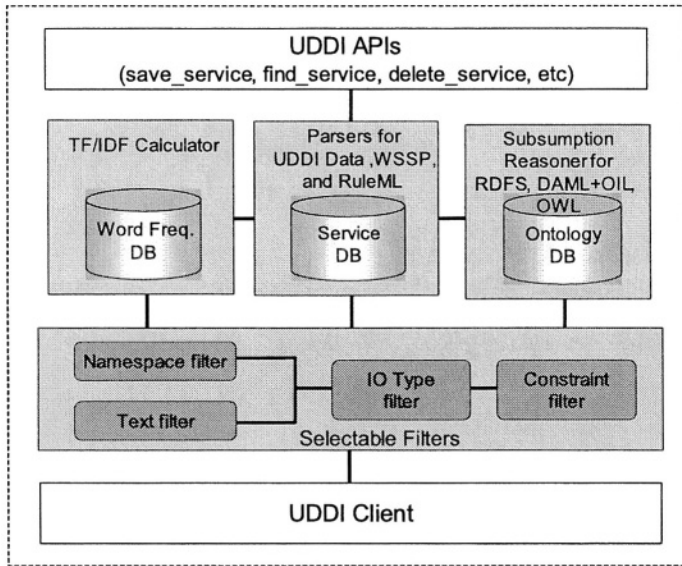 UDDI APIs
(save_service, find_service, delete_service, etc)
TF/IDF Calculator
Word Freq.
DB
Parsers for
UDDI Data ,WSSP,
and RuleML
Service
DB
Subsumption
Reasoner for
RDFS, DAML+OIL,
OWL
Ontology
DB
Namespace filter
Text filter
IO Type
filter
Constraint
filter
Selectable Filters
UDDI Client